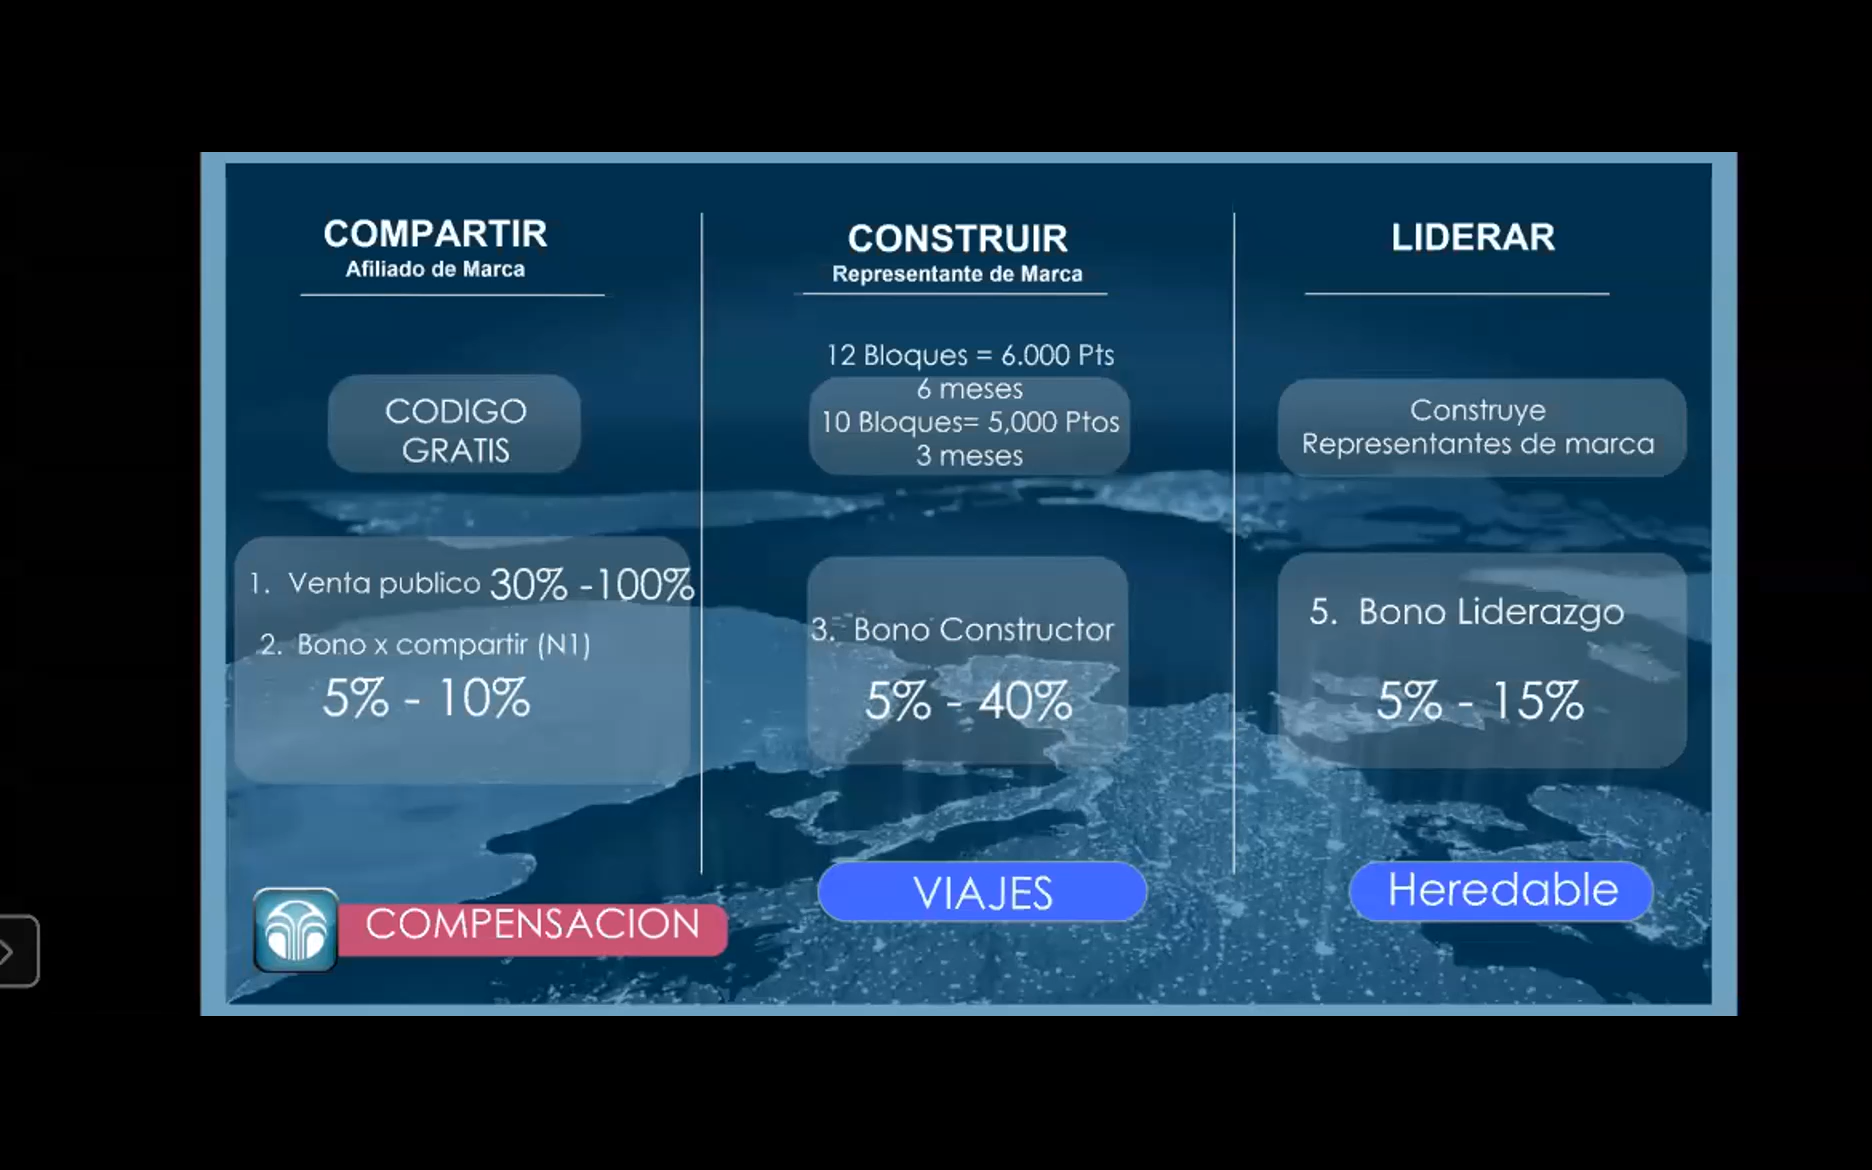 COMPARTIR
Afiliado de Marca
CODIGO
GRATIS
1. Venta publico 30% -100%
2. Bono x compartir (N1)
5% - 10%
COMPENSACION
CONSTRUIR
Representante de Marca
12 Bloques = 6.000 Pts
6 meses
10 Bloques= 5,000 Ptos
3 meses
3. Bono Constructor
5% - 40%
VIAJES
LIDERAR
Construye
Representantes de marca
5. Bono Liderazgo
5% - 15%
Heredable